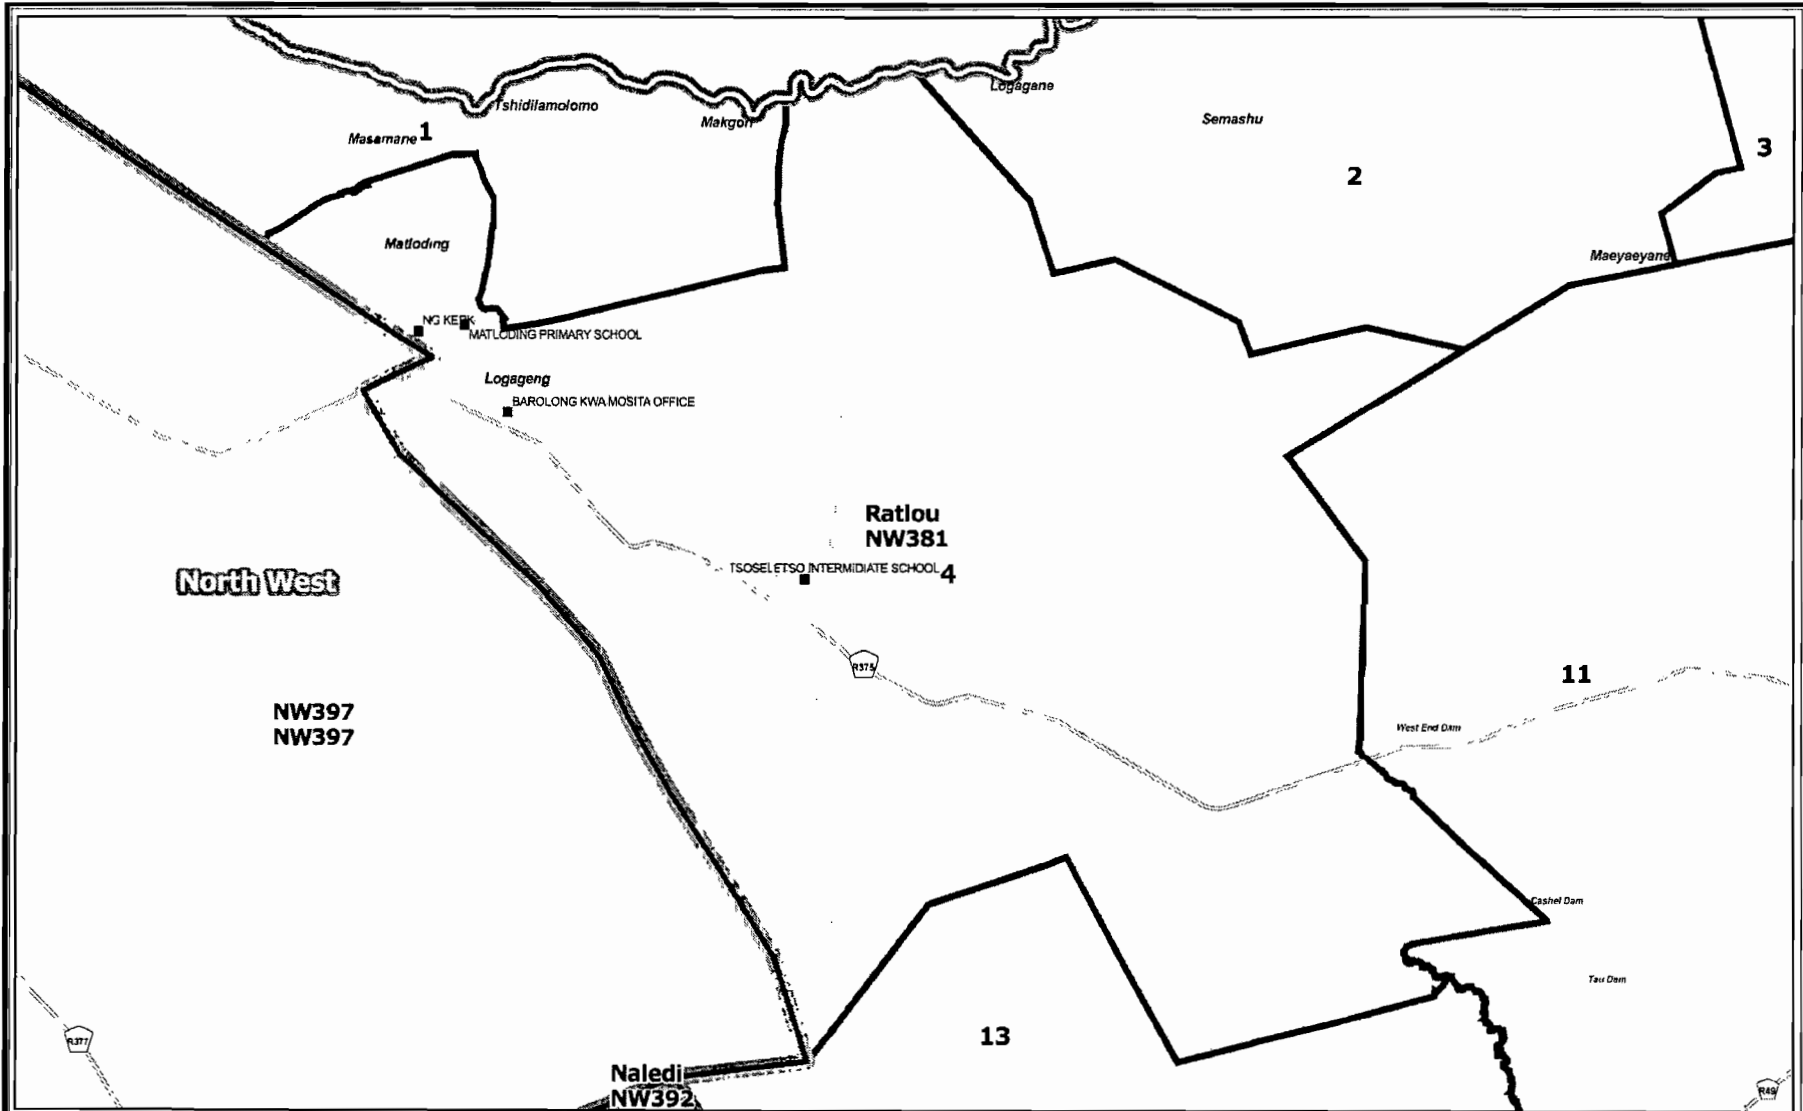 Tshidilamolomo
Logagane
Masamane
1
Makgori
Semashu
3
2
Matloding
Maeyaeyane
NG KERK
MATLODING PRIMARY SCHOOL
Logageng
BAROLONG KWA MOSITA OFFICE
Ratlou
NW381
TSOSELETSO INTERMIDIATE SCHOOL
4
North West
R375
11
NW397
NW397
West End Dam
Cashel Dam
Tau Dam
13
R377
Naledi
NW392
R49